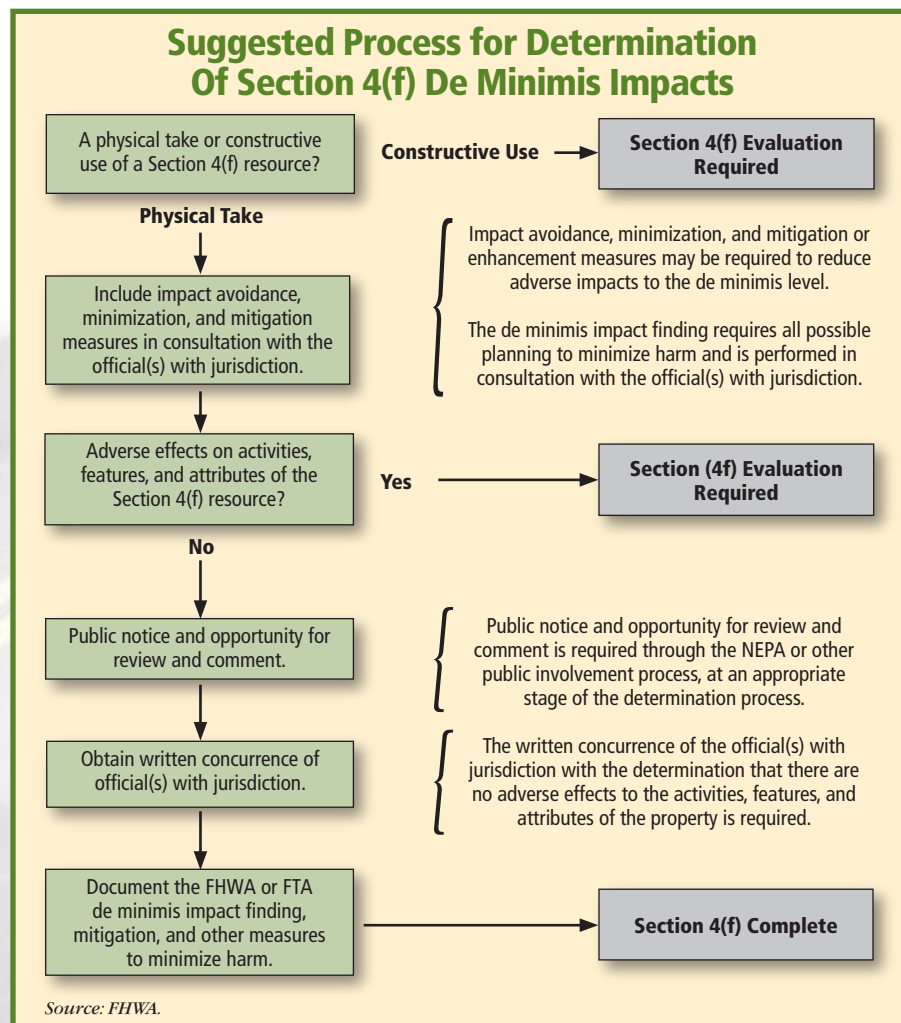 Suggested Process for Determination
Of Section 4(f) De Minimis Impacts
A physical take or constructive
use of a Section 4(f) resource?
Constructive Use
Section 4(f) Evaluation
Required
Physical Take
Include impact avoidance,
minimization, and mitigation
measures in consultation with the
official(s) with jurisdiction.
Impact avoidance, minimization, and mitigation or
enhancement measures may be required to reduce
adverse impacts to the de minimis level.
The de minimis impact finding requires all possible
planning to minimize harm and is performed in
consultation with the official(s) with jurisdiction.
Adverse effects on activities,
features, and attributes of the
Section 4(f) resource?
Yes
Section (4f) Evaluation
Required
No
Public notice and opportunity for
review and comment.
Public notice and opportunity for review and
comment is required through the NEPA or other
public involvement process, at an appropriate
stage of the determination process.
Obtain written concurrence of
official(s) with jurisdiction.
The written concurrence of the official(s) with
jurisdiction with the determination that there are
no adverse effects to the activities, features, and
attributes of the property is required.
Document the FHWA or FTA
de minimis impact finding,
mitigation, and other measures
to minimize harm.
Section 4(f) Complete
Source: FHWA.